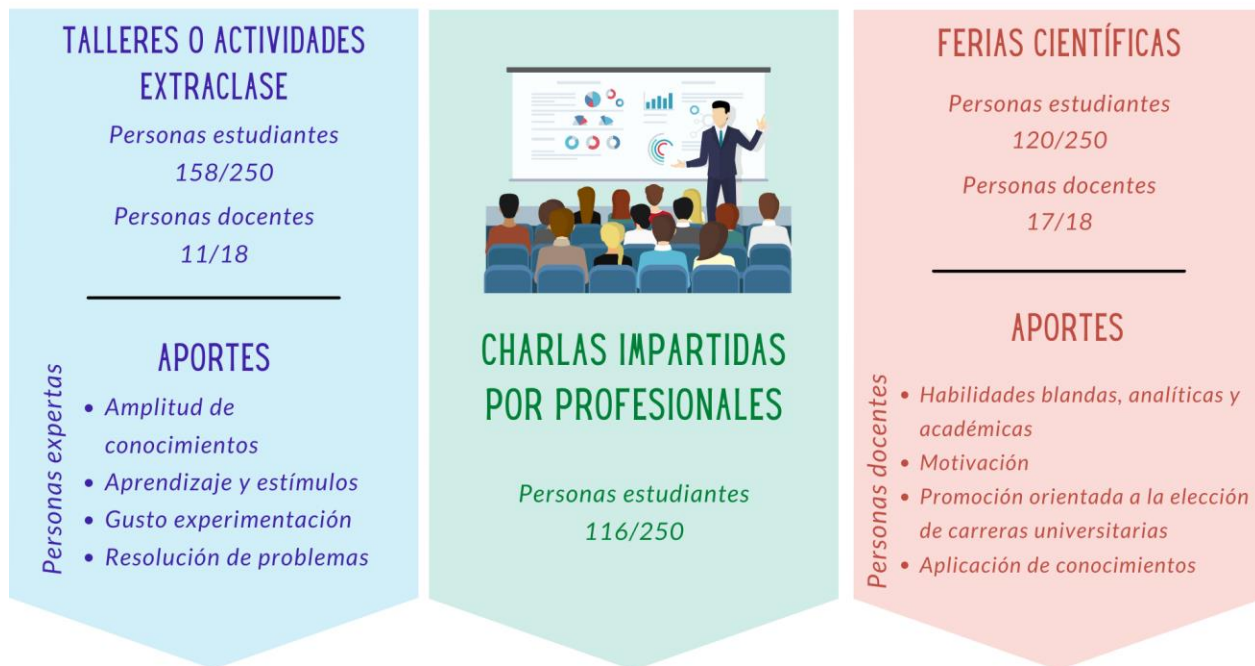 TALLERES O ACTIVIDADES
EXTRACLASE
Personas estudiantes
158/250
Personas docentes
11/18
APORTES
Personas expertas
• Amplitud de
conocimientos
• Aprendizaje y estímulos
• Gusto experimentación
• Resolución de problemas
CHARLAS IMPARTIDAS
POR PROFESIONALES
Personas estudiantes
116/250
FERIAS CIENTÍFICAS
Personas estudiantes
120/250
Personas docentes
17/18
APORTES
Personas docentes
• Habilidades blandas, analíticas y
académicas
• Motivación
• Promoción orientada a la elección
de carreras universitarias
• Aplicación de conocimientos